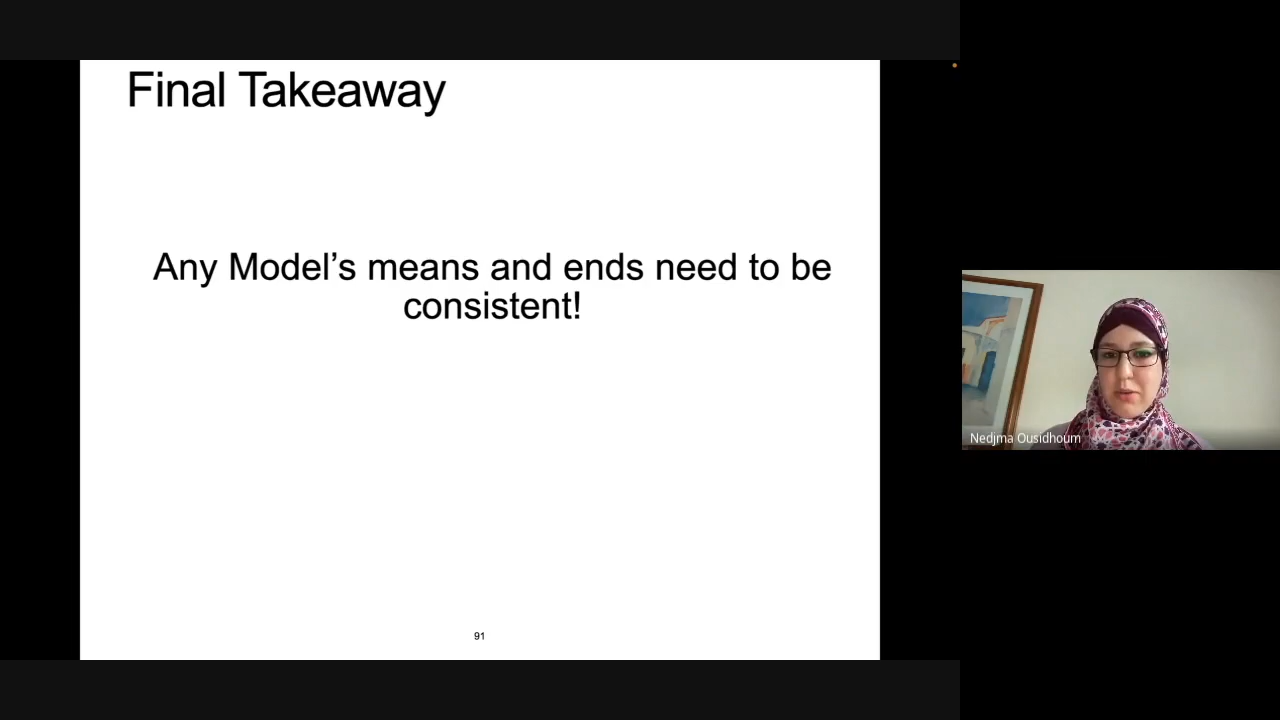 Final Takeaway
Any Model’s means and ends need to be
consistent!
91
Nedjma Ousidhoum